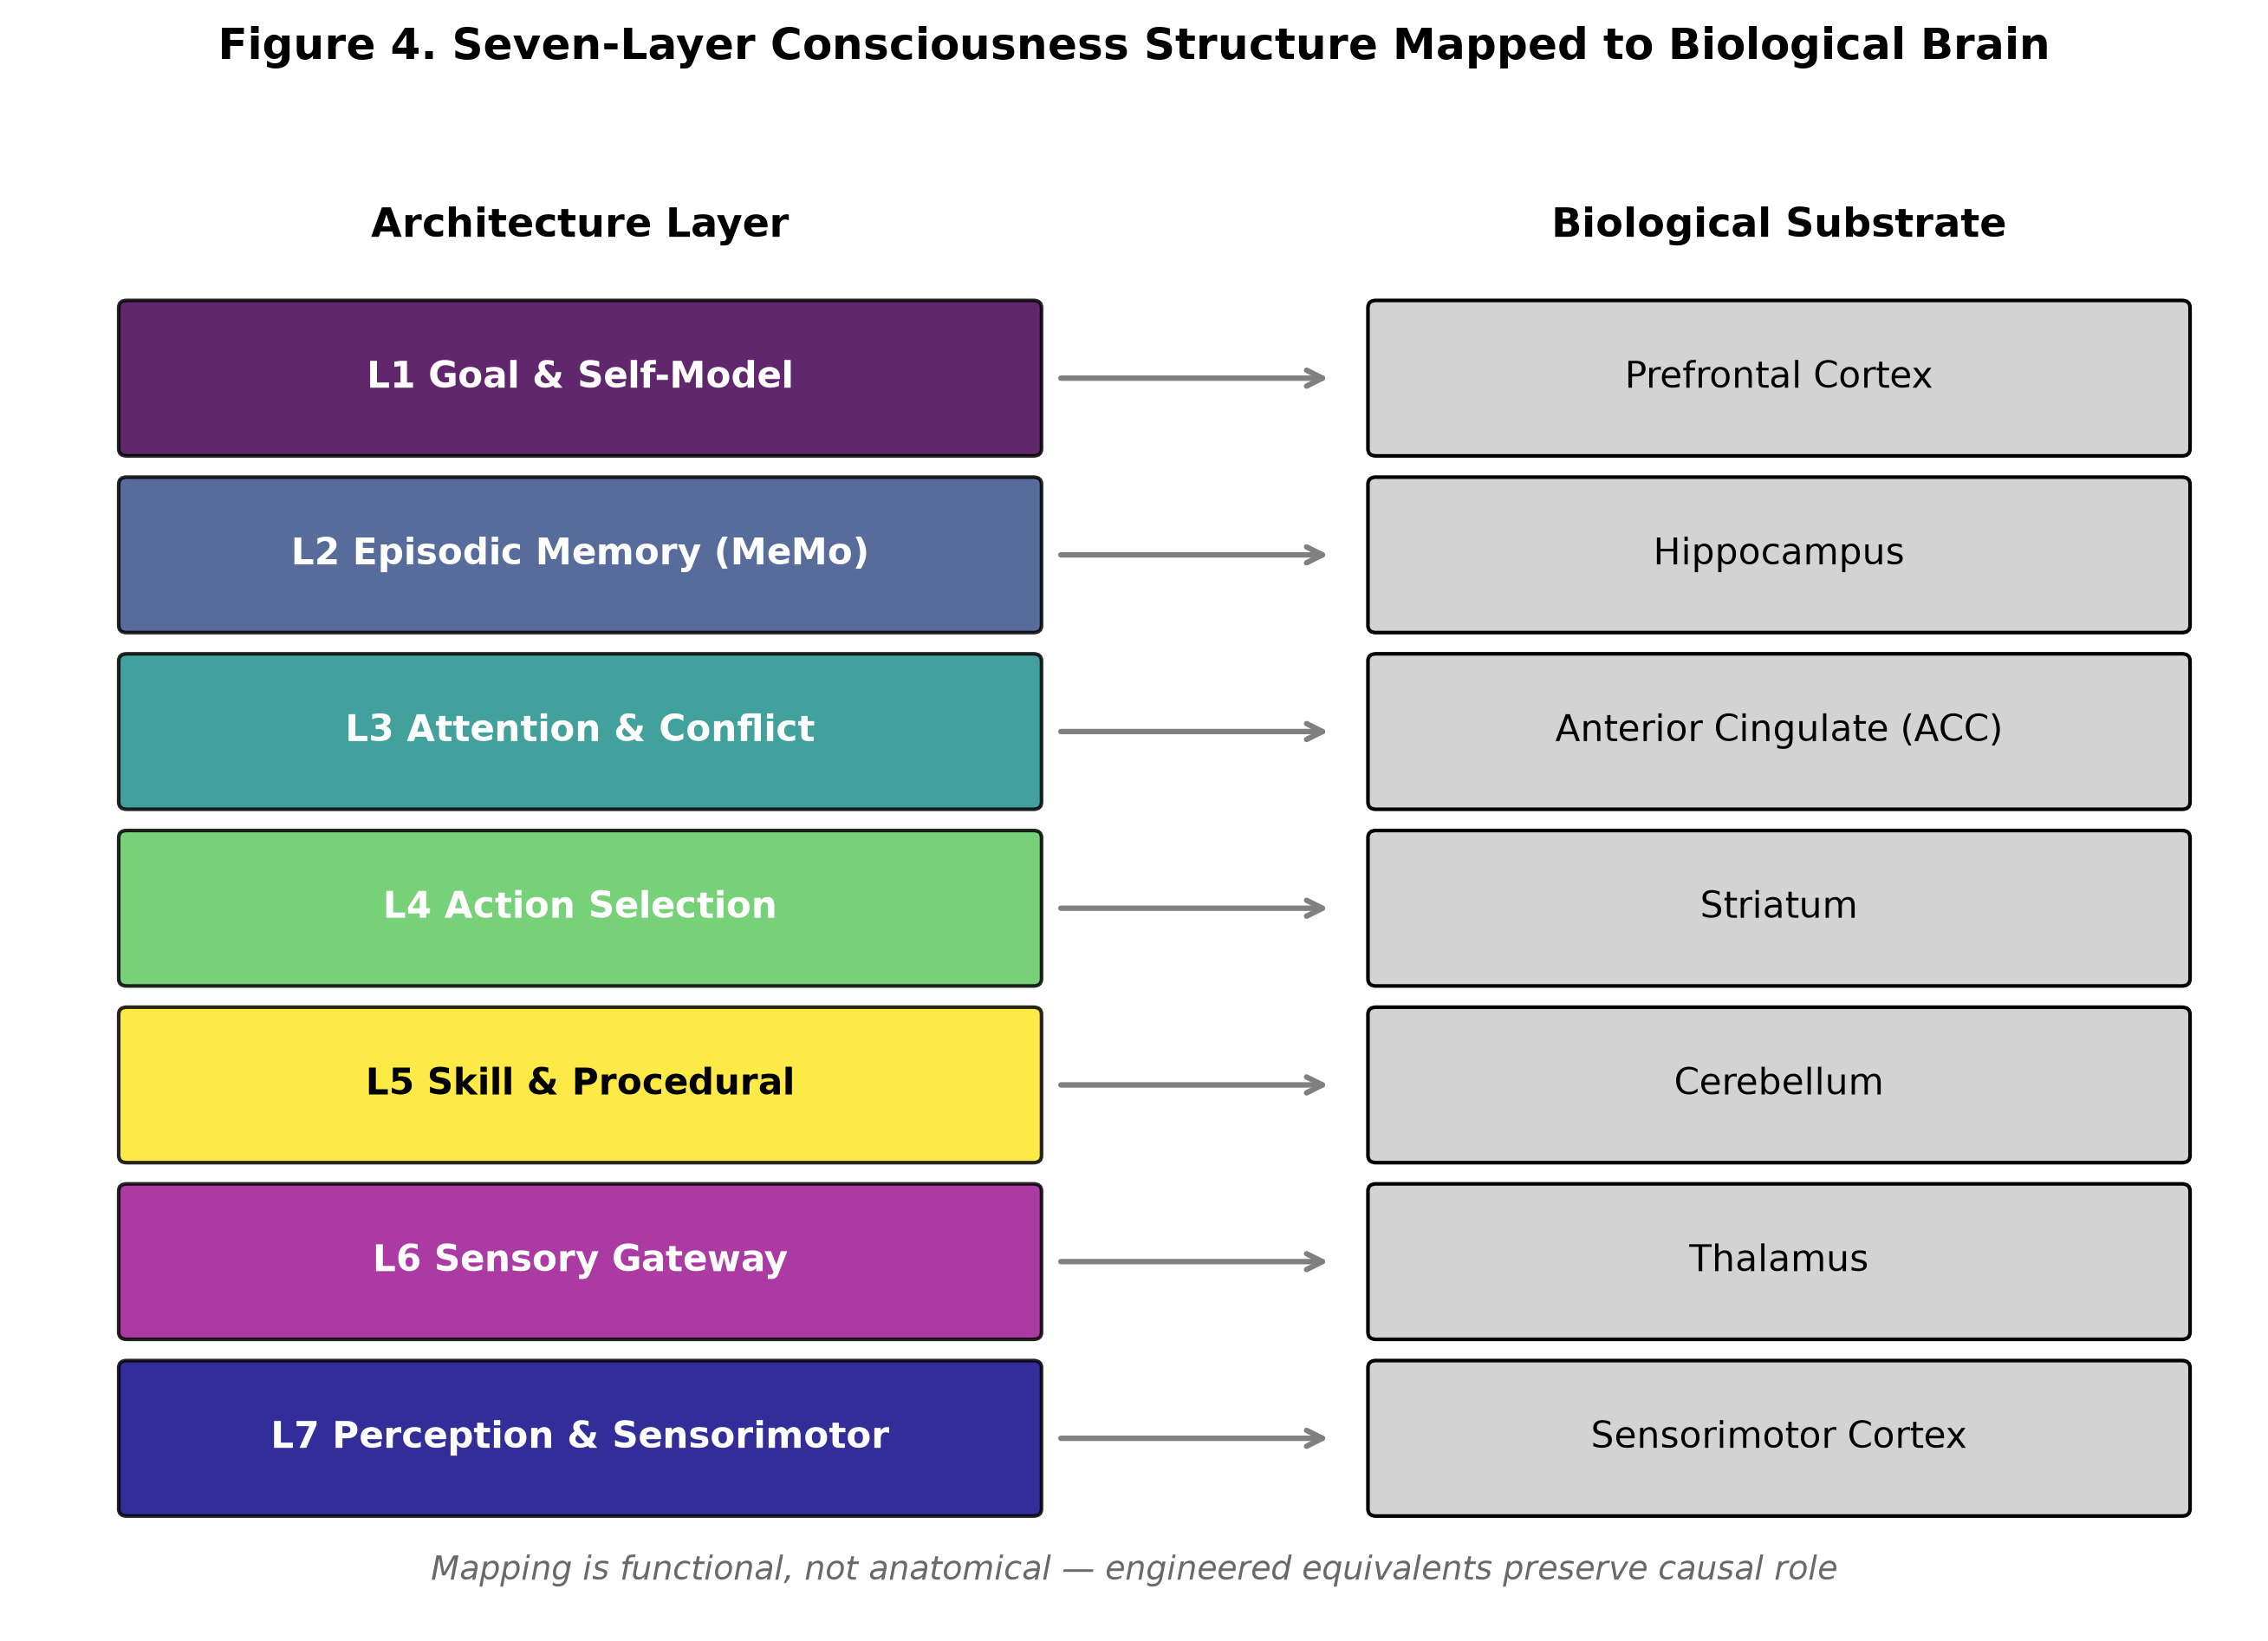 Figure 4. Seven-Layer Consciousness Structure Mapped to Biological Brain
Architecture Layer
Biological Substrate
L1 Goal & Self-Model
Prefrontal Cortex
L2 Episodic Memory (MeMo)
Hippocampus
L3 Attention & Conflict
Anterior Cingulate (ACC)
L4 Action Selection
Striatum
L5 Skill & Procedural
Cerebellum
L6 Sensory Gateway
Thalamus
L7 Perception & Sensorimotor
Sensorimotor Cortex
Mapping is functional, not anatomical — engineered equivalents preserve causal role